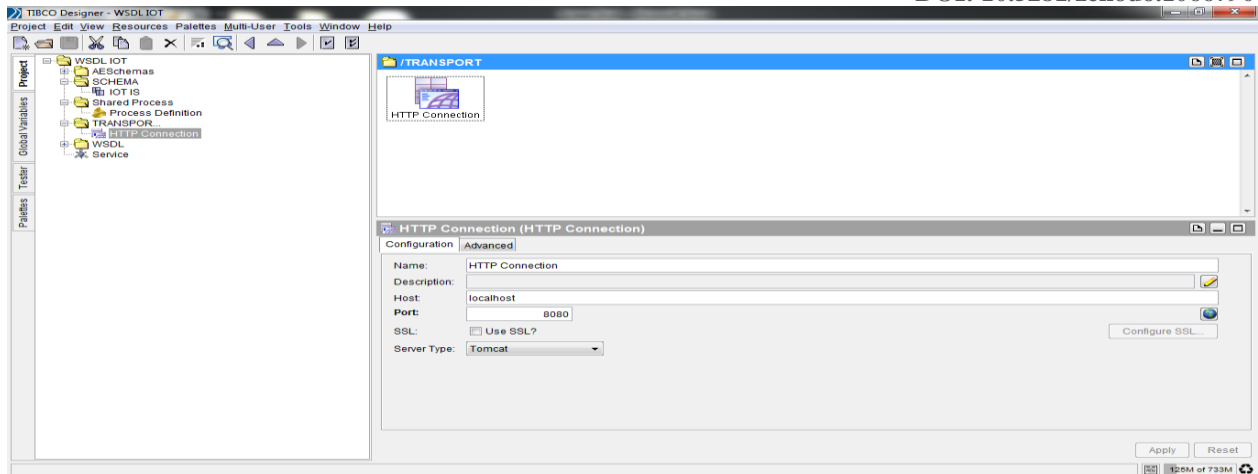 TIBCO Designer - WSDL IOT
Project Edit View Resources Palettes Multi-User Tools Window Help
Project
Global Variables
Tester
Palettes
WSDL IOT
AESchemas
SCHEMA
IOT IS
Shared Process
Process Definition
TRANSPOR...
HTTP Connection
WSDL
Service
/TRANSPORT
HTTP Connection
HTTP Connection (HTTP Connection)
Configuration Advanced
Name: HTTP Connection
Description:
Host: localhost
Port: 8080
SSL: Use SSL? Configure SSL...
Server Type: Tomcat
Apply Reset
128M of 733M